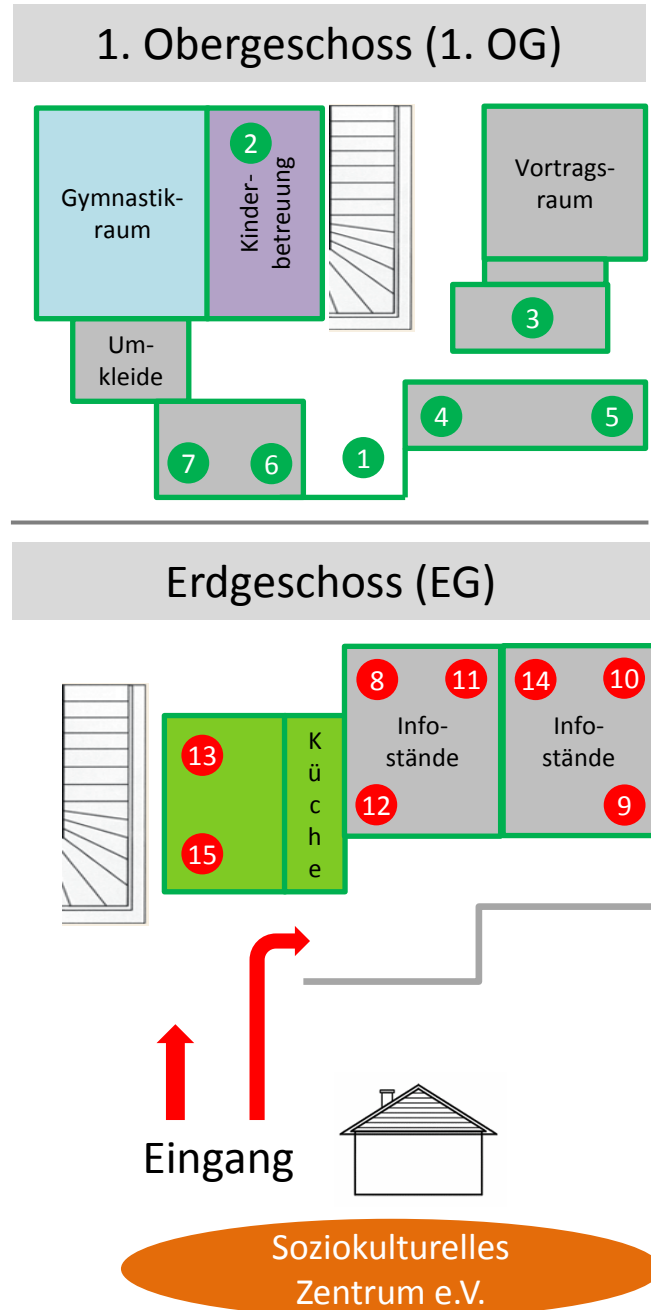 1. Obergeschoss (1. OG)
2
Kinder-
betreuung
Gymnastik-
raum
Vortrags-
raum
3
Um-
kleide
4
5
7
6
1
Erdgeschoss (EG)
8
11
14
10
Info-
stände
Info-
stände
13
K
ü
c
h
e
12
9
15
Eingang
Soziokulturelles
Zentrum e.V.